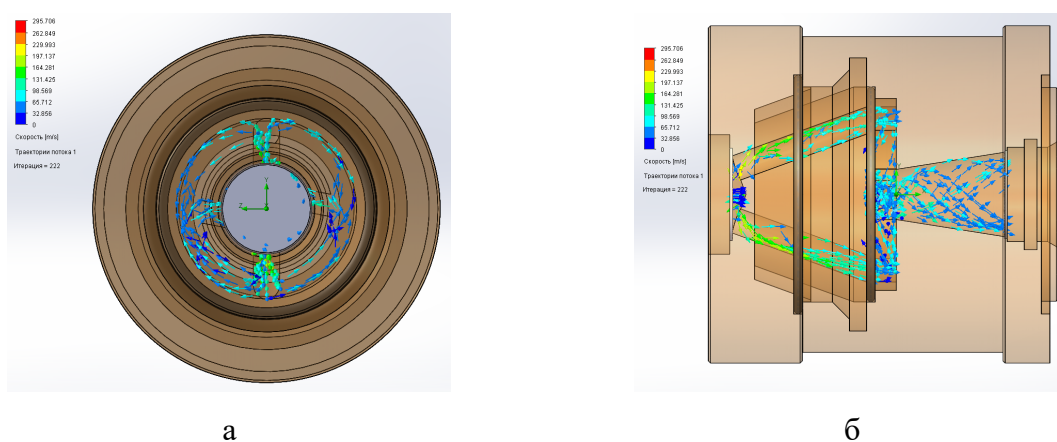 295.706
262.849
229.993
197.137
164.281
131.425
98.569
65.712
32.856
0
Скорость [m/s]
Траектории потока 1
Итерация = 222
Y
Z
а
295.706
262.849
229.993
197.137
164.281
131.425
98.569
65.712
32.856
0
Скорость [m/s]
Траектории потока 1
Итерация = 222
Y
б